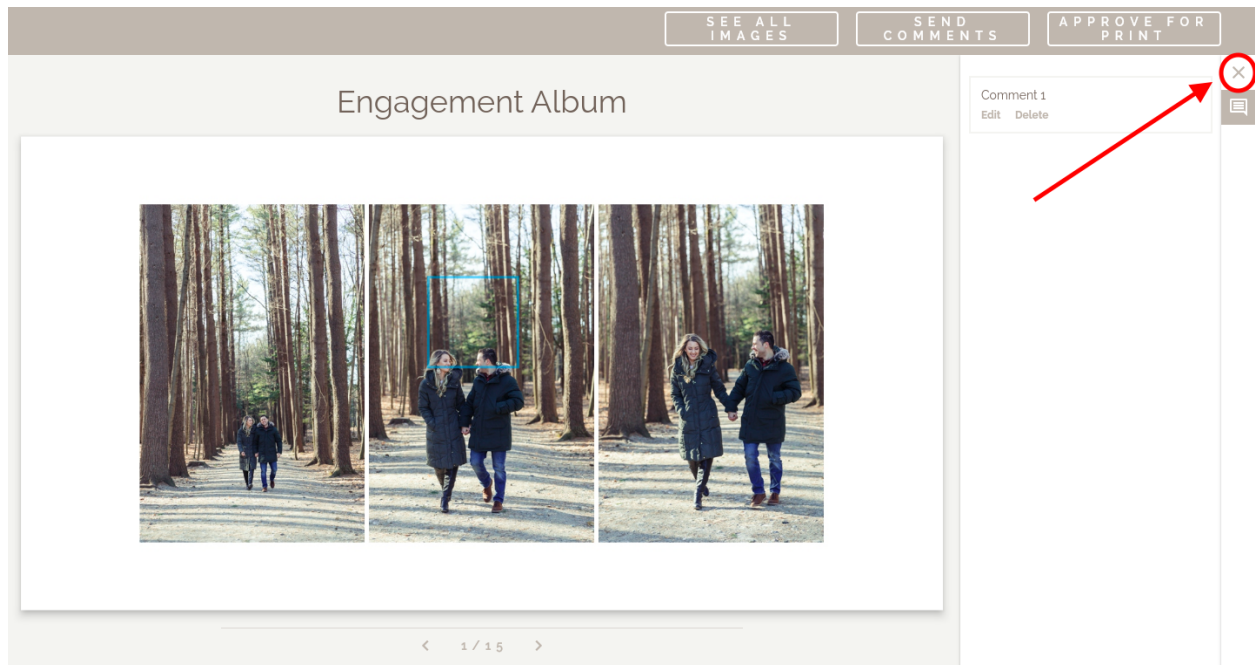 SEE ALL
IMAGES
SEND
COMMENTS
APPROVE FOR
PRINT
Engagement Album
Comment 1
Edit Delete
1/15